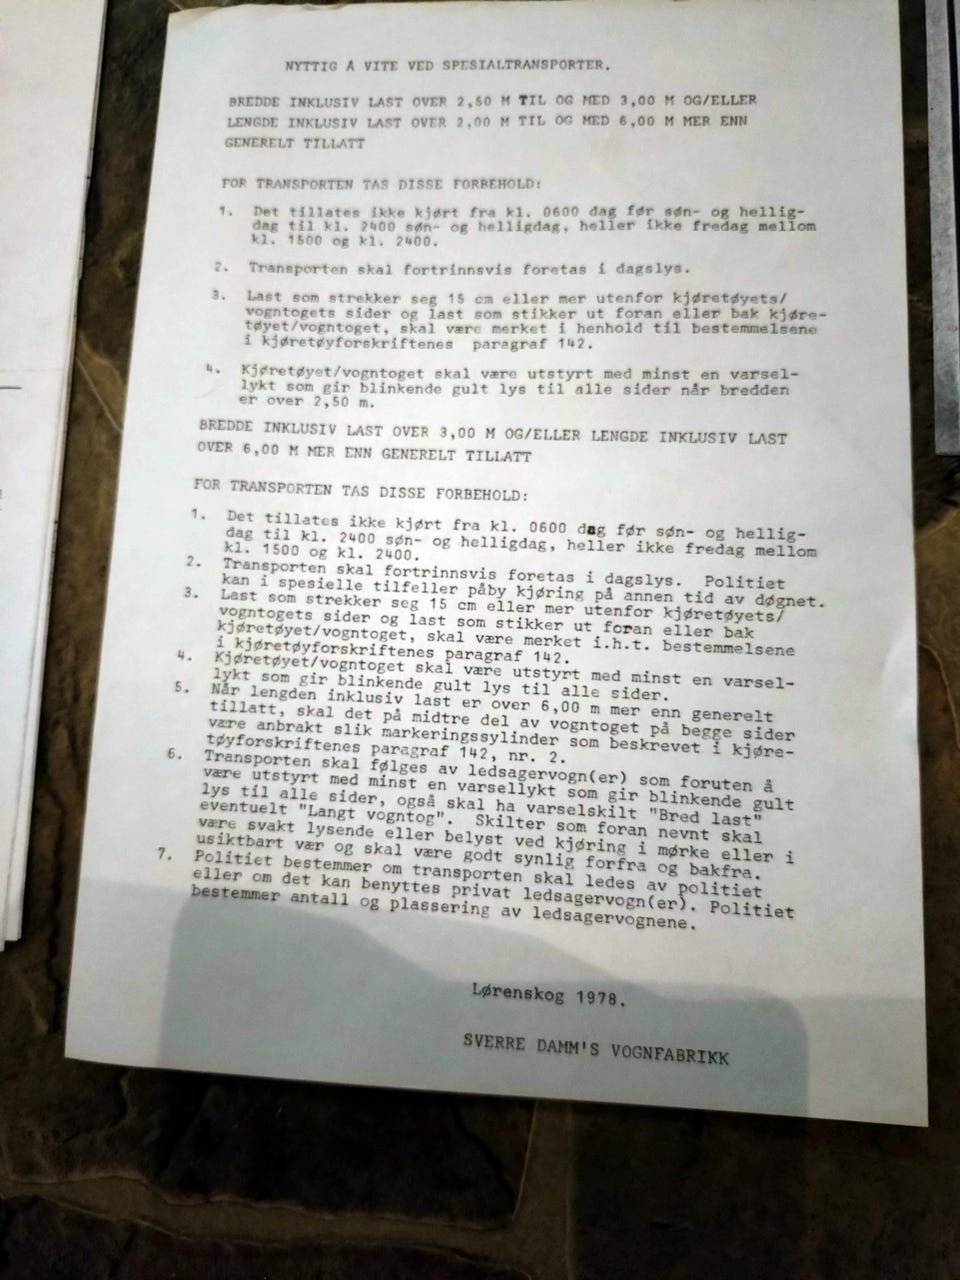 NYTTIG Å VITE VED SPESIALTRANSPORTER.
BREDDE INKLUSIV LAST OVER 2,50 M TIL OG MED 3,00 M OG/ELLER
LENGDE INKLUSIV LAST OVER 2.00 M TIL OG MED 6,00 M MER ENN
GENERELT TILLATT
FOR TRANSPORTEN TAS DISSE FORBEHOLD:
1. Det tillates ikke kjørt fra kl. 0600 dag før søn- og hellig-
dag til kl. 2400 søn- og helligdag, heller ikke fredag mellom
kl. 1500 og kl. 2400.
2. Transporten skal fortrinnsvis foretas i dagslys.
3. Last som strekker seg 15 cm eller mer utenfor kjøretøyets/
vogntogets sider og last som stikker ut foran eller bak kjøre-
tøyet/vogntoget, skal være merket i henhold til bestemmelsene
i kjøretøyforskriftenes paragraf 142.
4. Kjøretøyet/vogntoget skal være utstyrt med minst en varsel-
lykt som gir blinkende gult lys til alle sider når bredden
er over 2,50 m.
BREDDE INKLUSIV LAST OVER 3,00 M OG/ELLER LENGDE INKLUSIV LAST
OVER 6,00 M MER ENN GENERELT TILLATT
FOR TRANSPORTEN TAS DISSE FORBEHOLD:
1. Det tillates ikke kjørt fra kl. 0600 dag før søn- og hellig-
dag til kl. 2400 søn- og helligdag, heller ikke fredag mellom
kl. 1500 og kl. 2400.
2. Transporten skal fortrinnsvis foretas i dagslys. Politiet
kan i spesielle tilfeller påby kjøring på annen tid av døgnet.
3. Last som strekker seg 15 cm eller mer utenfor kjøretøyets/
vogntogets sider og last som stikker ut foran eller bak
kjøretøyet/vogntoget, skal være merket i.h.t. bestemmelsene
i kjøretøyforskriftenes paragraf 142.
4. Kjøretøyet/vogntoget skal være utstyrt med minst en varsel-
lykt som gir blinkende gult lys til alle sider.
5. Når lengden inklusiv last er over 6,00 m mer enn generelt
tillatt, skal det på midtre del av vogntoget på begge sider
være anbrakt slik markeringssylinder som beskrevet i kjøre-
tøyforskriftenes paragraf 142, nr. 2.
6. Transporten skal følges av ledsagervogn(er) som foruten å
være utstyrt med minst en varsellykt som gir blinkende gult
lys til alle sider, også skal ha varselskilt "Bred last"
eventuelt "Langt vogntog". Skilter som foran nevnt skal
være svakt lysende eller belyst ved kjøring i mørke eller i
usiktbart vær og skal være godt synlig forfra og bakfra.
7. Politiet bestemmer om transporten skal ledes av politiet
eller om det kan benyttes privat ledsagervogn(er). Politiet
bestemmer antall og plassering av ledsagervognene.
Lørenskog 1978.
SVERRE DAMM'S VOGNFABRIKK